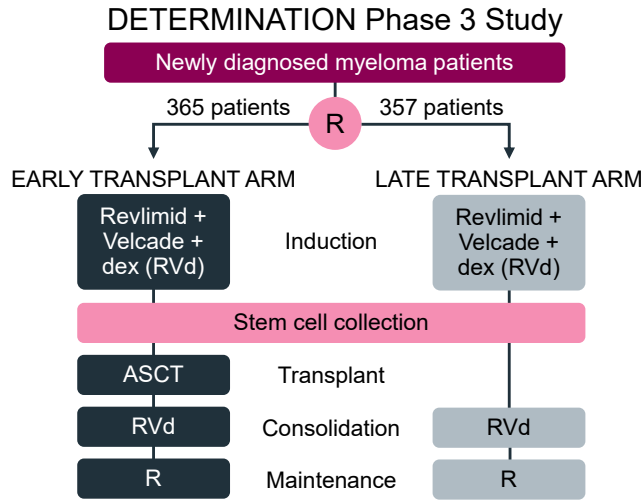 DETERMINATION Phase 3 Study
Newly diagnosed myeloma patients
365 patients
357 patients
R
EARLY TRANSPLANT ARM
LATE TRANSPLANT ARM
Revlimid +
Velcade +
dex (RVd)
Induction
Revlimid +
Velcade +
dex (RVd)
Stem cell collection
ASCT
Transplant
RVd
Consolidation
RVd
R
Maintenance
R